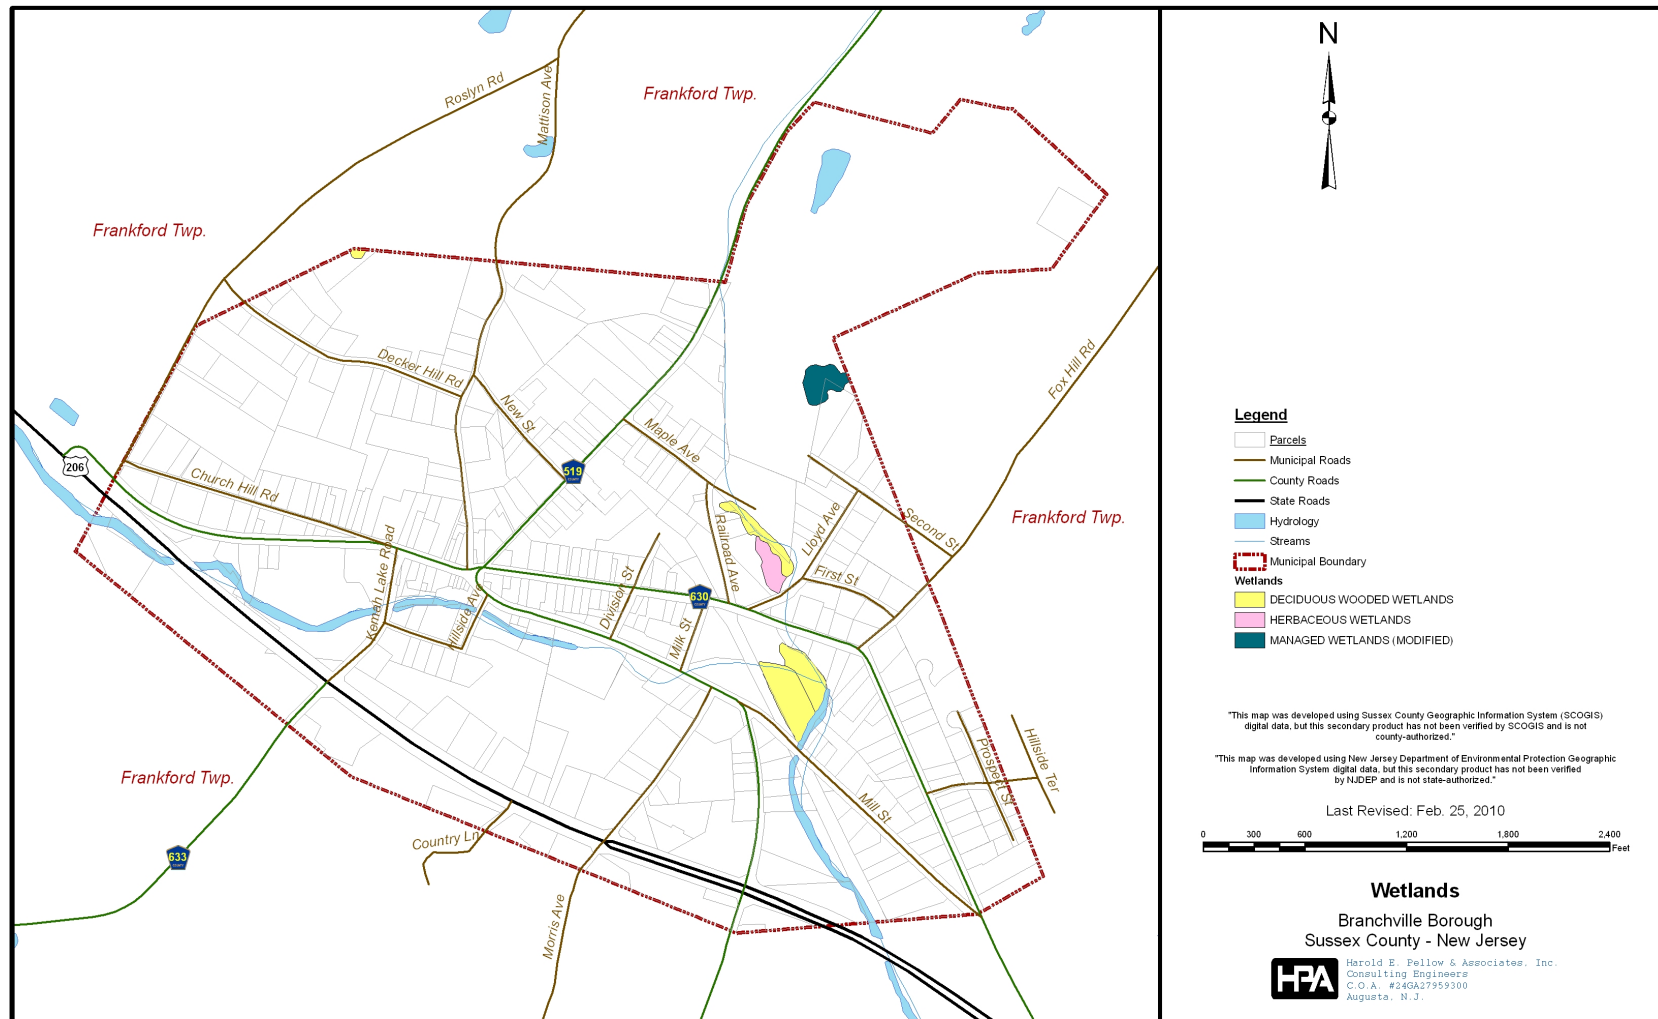 Frankford Twp.
Roslyn Rd
Mattison Ave
Frankford Twp.
Decker Hill Rd
New St
Maple Ave
Fox Hill Rd
206
519
COUNTY
Church Hill Rd
Kemah Lake Road
Hillside Ave
Division St
Milk St
630
COUNTY
Railroad Ave
Lloyd Ave
First St
Second St
Frankford Twp.
Frankford Twp.
633
COUNTY
Country Ln
Morris Ave
Mill St
Prospect St
Hillside Ter
N
Legend
Parcels
Municipal Roads
County Roads
State Roads
Hydrology
Streams
Municipal Boundary
Wetlands
DECIDUOUS WOODED WETLANDS
HERBACEOUS WETLANDS
MANAGED WETLANDS (MODIFIED)
"This map was developed using Sussex County Geographic Information System (SCOGIS)
digital data, but this secondary product has not been verified by SCOGIS and is not
county-authorized."
"This map was developed using New Jersey Department of Environmental Protection Geographic
Information System digital data, but this secondary product has not been verified
by NJDEP and is not state-authorized."
Last Revised: Feb. 25, 2010
0 300 600 1,200 1,800 2,400
Feet
Wetlands
Branchville Borough
Sussex County - New Jersey
HPA
Harold E. Pellow & Associates, Inc.
Consulting Engineers
C.O.A. #24GA27959300
Augusta, N.J.